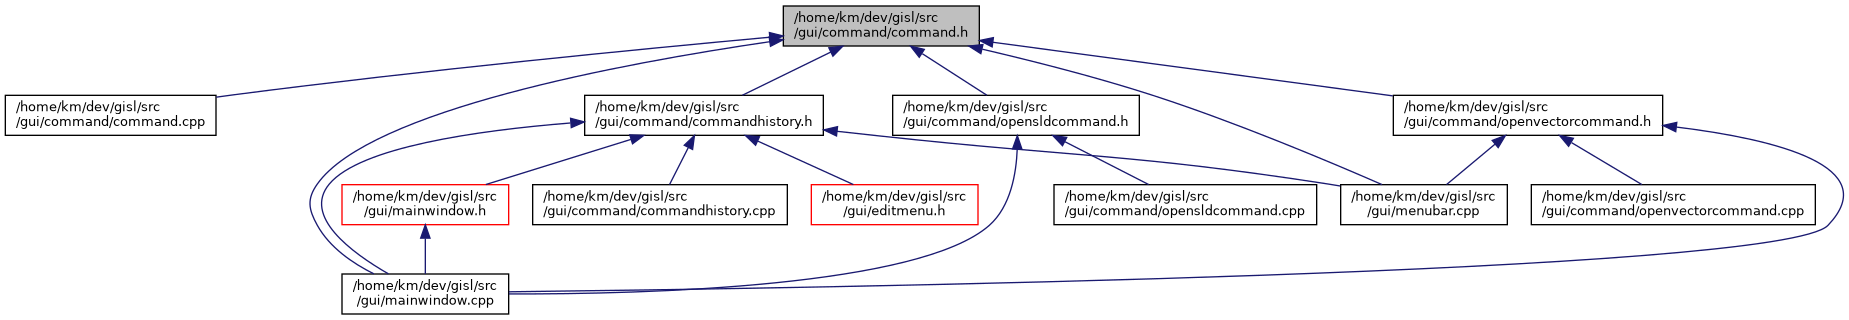 /home/km/dev/gisl/src
/gui/command/command.h
/home/km/dev/gisl/src
/gui/command/command.cpp
/home/km/dev/gisl/src
/gui/command/commandhistory.h
/home/km/dev/gisl/src
/gui/command/opensldcommand.h
/home/km/dev/gisl/src
/gui/command/openvectorcommand.h
/home/km/dev/gisl/src
/gui/mainwindow.h
/home/km/dev/gisl/src
/gui/command/commandhistory.cpp
/home/km/dev/gisl/src
/gui/editmenu.h
/home/km/dev/gisl/src
/gui/command/opensldcommand.cpp
/home/km/dev/gisl/src
/gui/menubar.cpp
/home/km/dev/gisl/src
/gui/command/openvectorcommand.cpp
/home/km/dev/gisl/src
/gui/mainwindow.cpp